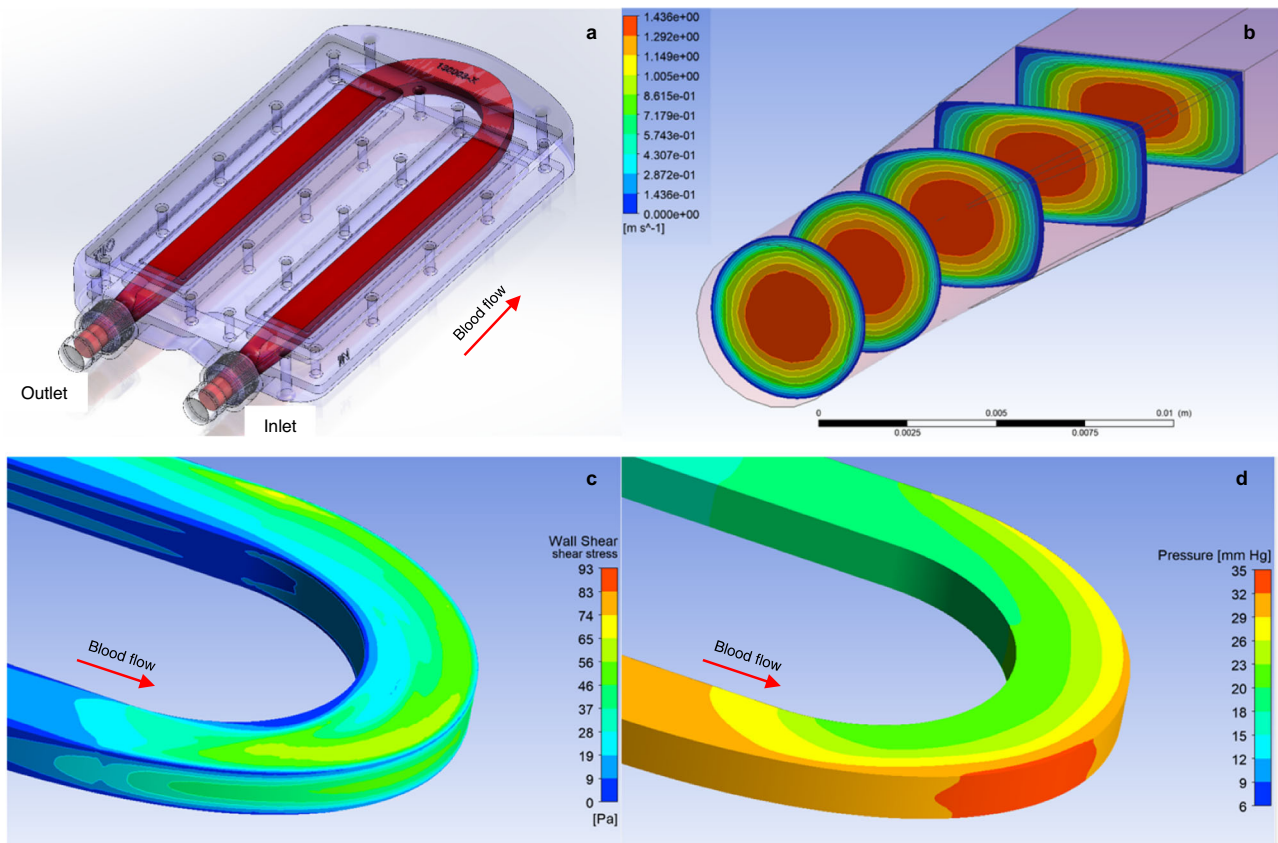 a
Blood flow
Outlet
Inlet
b
1.436e+00
1.292e+00
1.149e+00
1.005e+00
8.615e-01
7.179e-01
5.743e-01
4.307e-01
2.872e-01
1.436e-01
0.000e+00
[m s^-1]
0
0.005
0.01 (m)
0.0025
0.0075
c
Wall Shear
shear stress
93
83
74
65
56
46
37
28
19
9
0
[Pa]
Blood flow
d
Pressure [mm Hg]
35
32
29
26
23
20
18
15
12
9
6
Blood flow